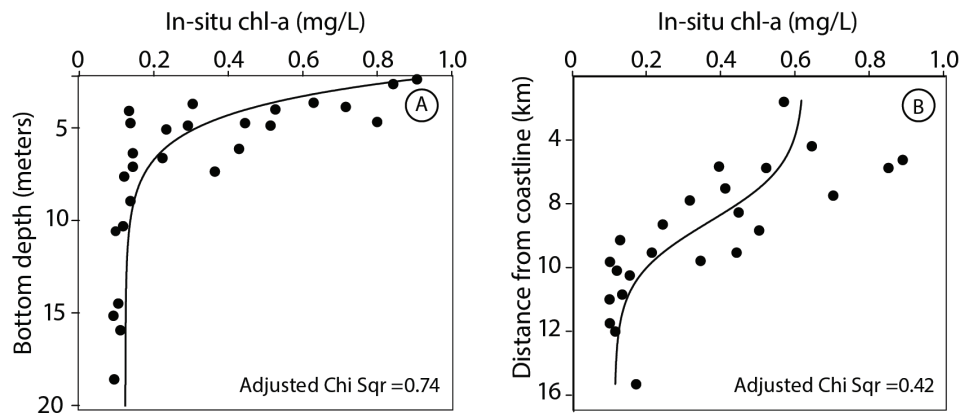 In-situ chl-a (mg/L)
0 0.2 0.4 0.6 0.8 1.0
Bottom depth (meters)
5
10
15
20
A
Adjusted Chi Sqr =0.74
In-situ chl-a (mg/L)
0 0.2 0.4 0.6 0.8 1.0
Distance from coastline (km)
4
8
10
12
16
B
Adjusted Chi Sqr =0.42